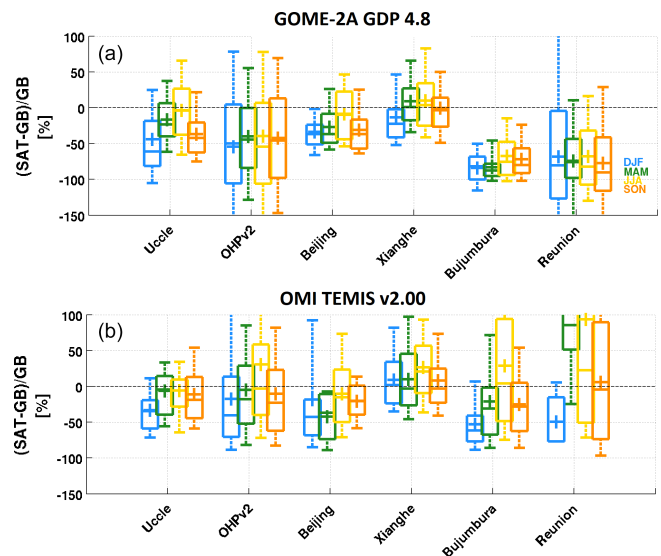 GOME-2A GDP 4.8
(a)
100
50
0
-50
-100
-150
(SAT-GB)/GB
[%]
DJF
MAM
JJA
SON
Uccle
OHPv2
Beijing
Xianghe
Bujumbura
Reunion
OMI TEMIS v2.00
(b)
100
50
0
-50
-100
-150
(SAT-GB)/GB
[%]
Uccle
OHPv2
Beijing
Xianghe
Bujumbura
Reunion